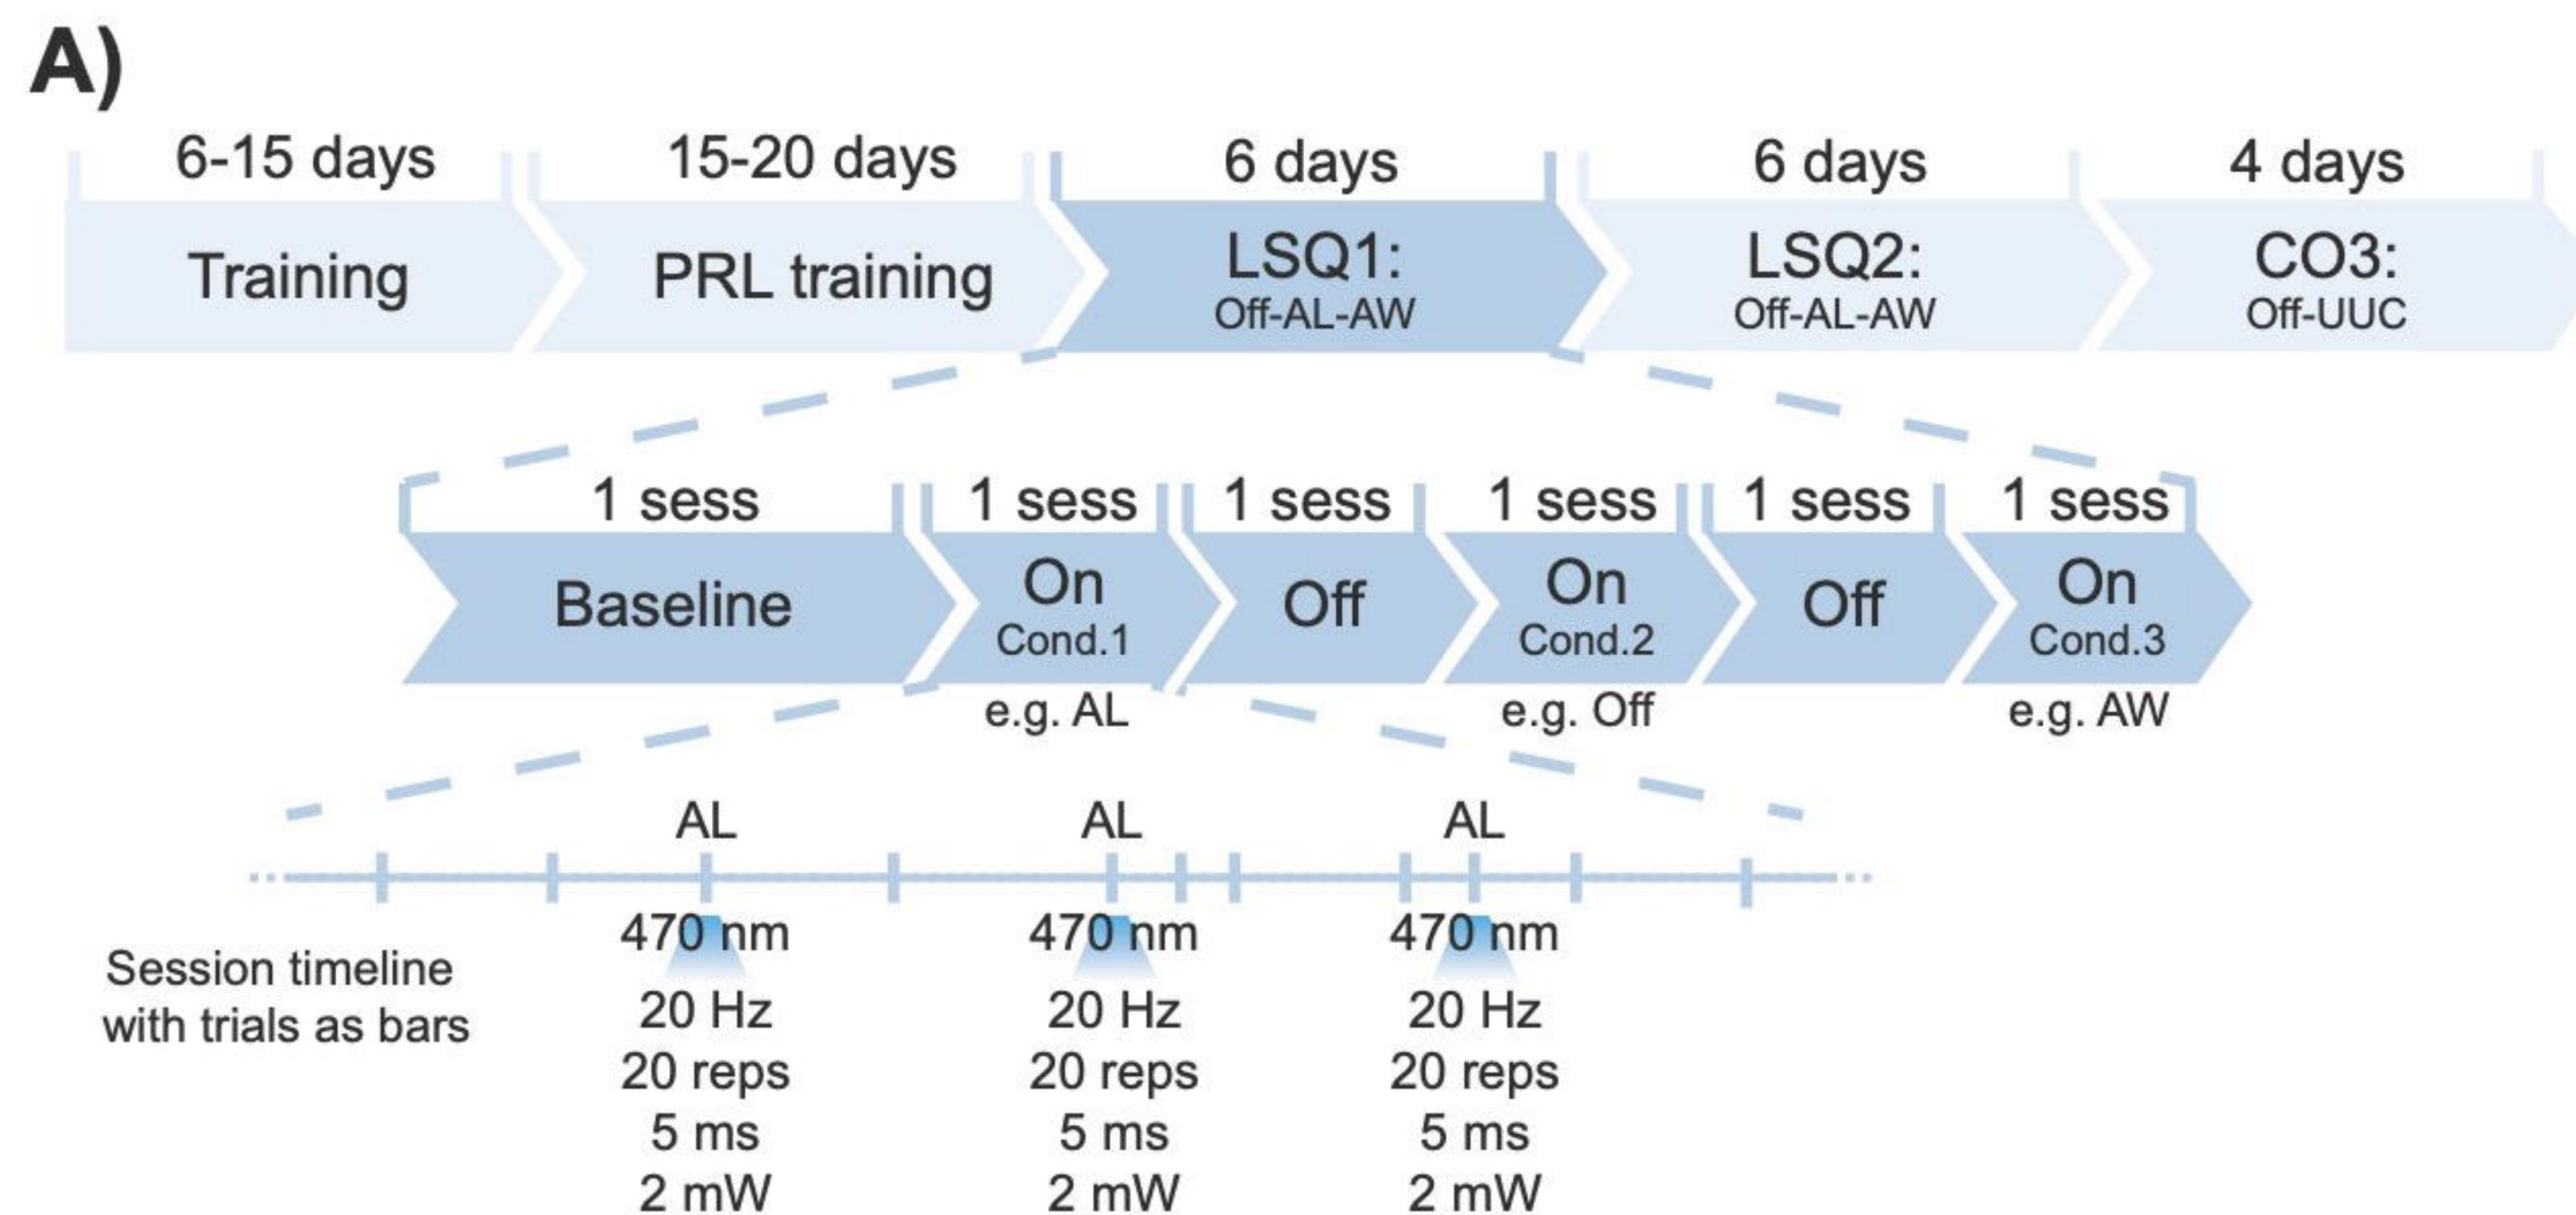 A)
6-15 days
15-20 days
6 days
6 days
4 days
Training
PRL training
LSQ1:
Off-AL-AW
LSQ2:
Off-AL-AW
CO3:
Off-UUC
1 sess
1 sess
1 sess
1 sess
1 sess
1 sess
Baseline
On
Cond.1
Off
On
Cond.2
Off
On
Cond.3
e.g. AL
e.g. Off
e.g. AW
AL
AL
AL
Session timeline
with trials as bars
470 nm
20 Hz
20 reps
5 ms
2 mW
470 nm
20 Hz
20 reps
5 ms
2 mW
470 nm
20 Hz
20 reps
5 ms
2 mW